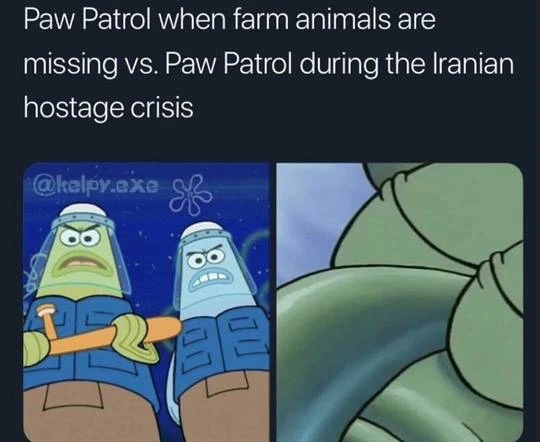 Paw Patrol when farm animals are
missing vs. Paw Patrol during the Iranian
hostage crisis
@kelpy.exe